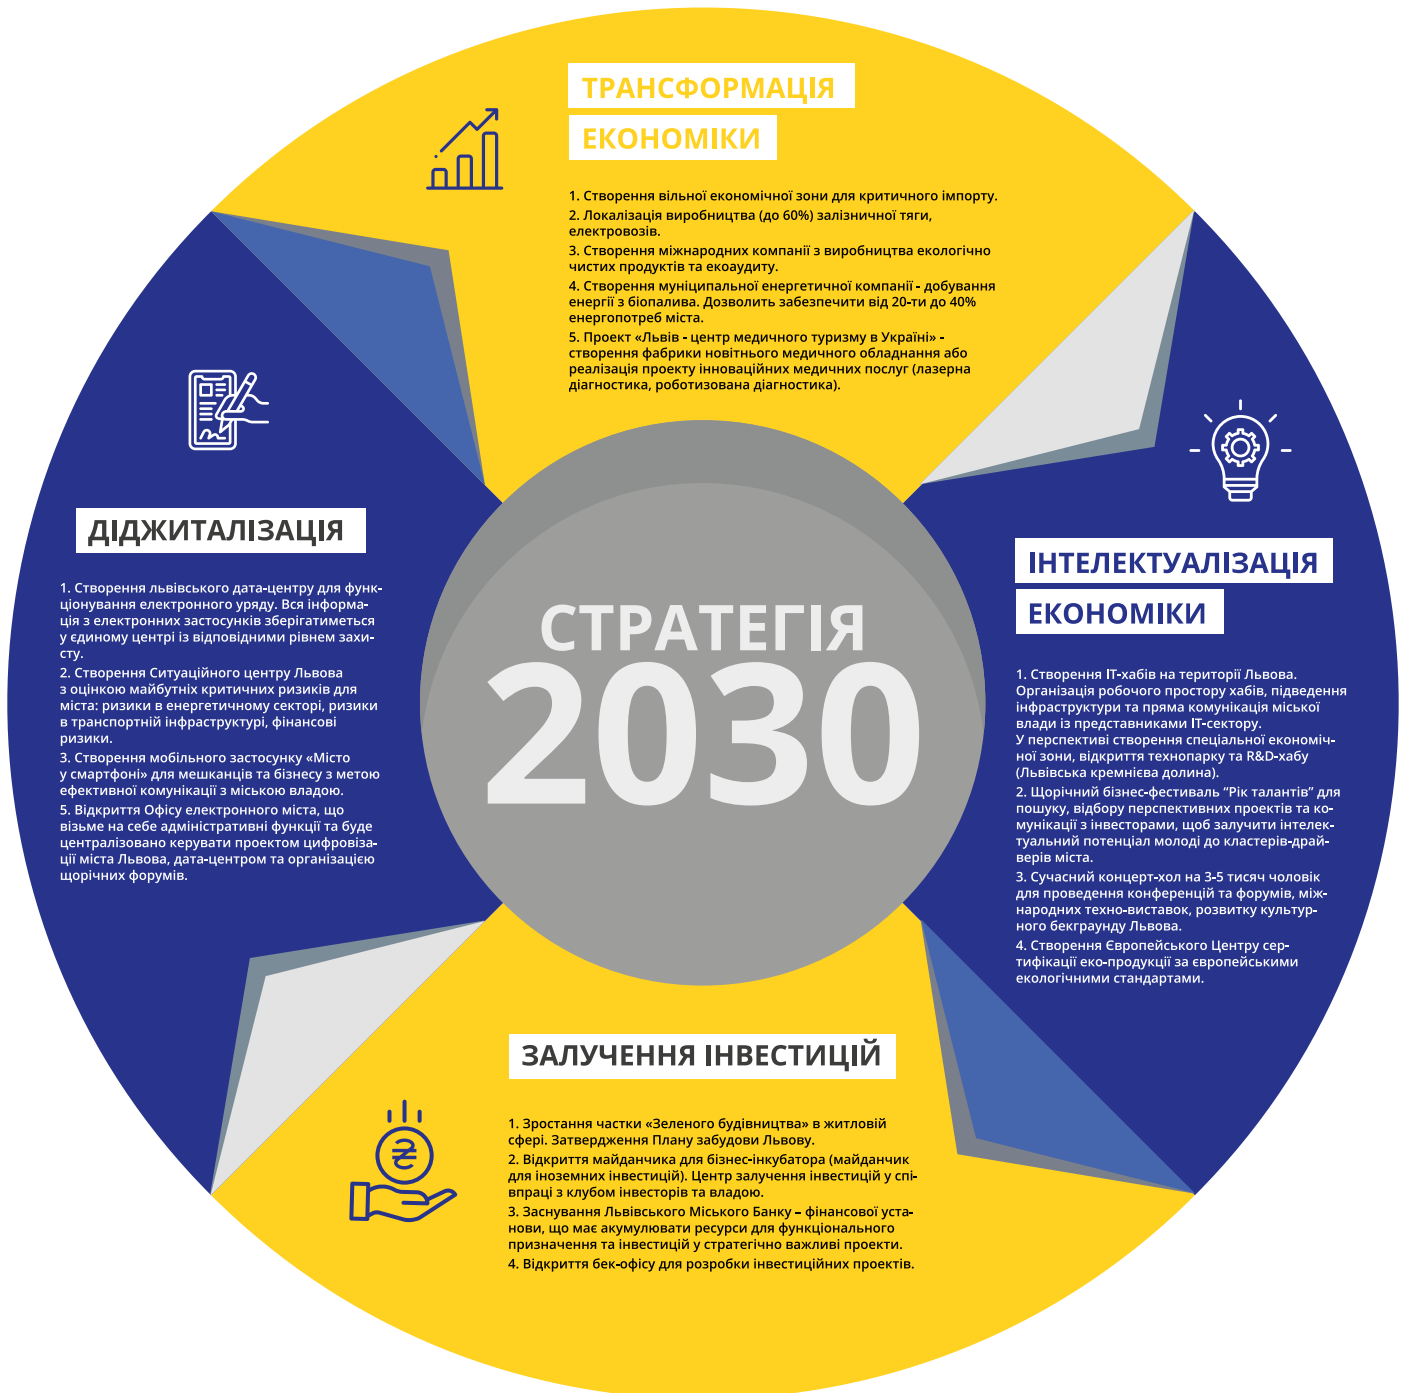 ТРАНСФОРМАЦІЯ
ЕКОНОМІКИ
1. Створення вільної економічної зони для критичного імпорту.
2. Локалізація виробництва (до 60%) залізничної тяги,
електровозів.
3. Створення міжнародних компанії з виробництва екологічно
чистих продуктів та екоаудиту.
4. Створення муніципальної енергетичної компанії - добування
енергії з біопалива. Дозволить забезпечити від 20-ти до 40%
енергопотреб міста.
5. Проект «Львів - центр медичного туризму в Україні» -
створення фабрики новітнього медичного обладнання або
реалізація проекту інноваційних медичних послуг (лазерна
діагностика, роботизована діагностика).
ДІДЖИТАЛІЗАЦІЯ
1. Створення львівського дата-центру для функ-
ціонування електронного уряду. Вся інформа-
ція з електронних застосунків зберігатиметься
у єдиному центрі із відповідними рівнем захи-
сту.
2. Створення Ситуаційного центру Львова
з оцінкою майбутніх критичних ризиків для
міста: ризики в енергетичному секторі, ризики
в транспортній інфраструктурі, фінансові
ризики.
3. Створення мобільного застосунку «Місто
у смартфоні» для мешканців та бізнесу з метою
ефективної комунікації з міською владою.
5. Відкриття Офісу електронного міста, що
візьме на себе адміністративні функції та буде
централізовано керувати проектом цифровіза-
ції міста Львова, дата-центром та організацією
щорічних форумів.
СТРАТЕГІЯ
2030
ІНТЕЛЕКТУАЛІЗАЦІЯ
ЕКОНОМІКИ
1. Створення ІТ-хабів на території Львова.
Організація робочого простору хабів, підведення
інфраструктури та пряма комунікація міської
влади із представниками ІТ-сектору.
У перспективі створення спеціальної економіч-
ної зони, відкриття технопарку та R&D-хабу
(Львівська кремнієва долина).
2. Щорічний бізнес-фестиваль “Рік талантів” для
пошуку, відбору перспективних проектів та ко-
мунікації з інвесторами, щоб залучити інтелек-
туальний потенціал молоді до кластерів-драй-
верів міста.
3. Сучасний концерт-хол на 3-5 тисяч чоловік
для проведення конференцій та форумів, між-
народних техно-виставок, розвитку культур-
ного бекграунду Львова.
4. Створення Європейського Центру сер-
тифікації еко-продукції за європейськими
екологічними стандартами.
ЗАЛУЧЕННЯ ІНВЕСТИЦІЙ
1. Зростання частки «Зеленого будівництва» в житловій
сфері. Затвердження Плану забудови Львову.
2. Відкриття майданчика для бізнес-інкубатора (майданчик
для іноземних інвестицій). Центр залучення інвестицій у спі-
впраці з клубом інвесторів та владою.
3. Заснування Львівського Міського Банку – фінансової уста-
нови, що має акумулювати ресурси для функціонального
призначення та інвестицій у стратегічно важливі проекти.
4. Відкриття бек-офісу для розробки інвестиційних проектів.